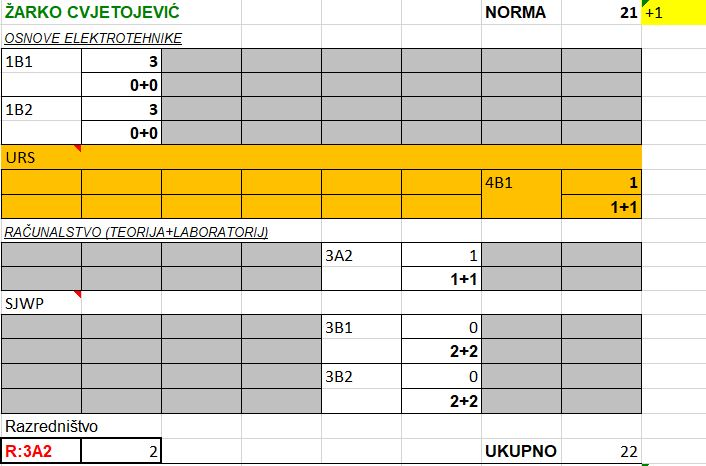 ŽARKO CVJETOJEVIĆ NORMA 21 +1
OSNOVE ELEKTROTEHNIKE
1B1 3
0+0
1B2 3
0+0
URS
4B1 1
1+1
RAČUNALSTVO (TEORIJA+LABORATORIJ)
3A2 1
1+1
SJWP
3B1 0
2+2
3B2 0
2+2
Razredništvo
R:3A2 2 UKUPNO 22